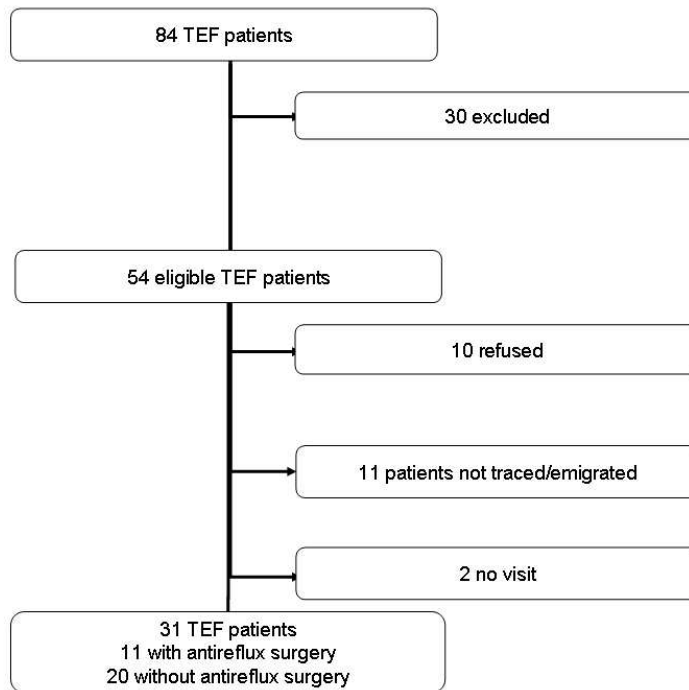 84 TEF patients
30 excluded
54 eligible TEF patients
10 refused
11 patients not traced/emigrated
2 no visit
31 TEF patients
11 with antireflux surgery
20 without antireflux surgery